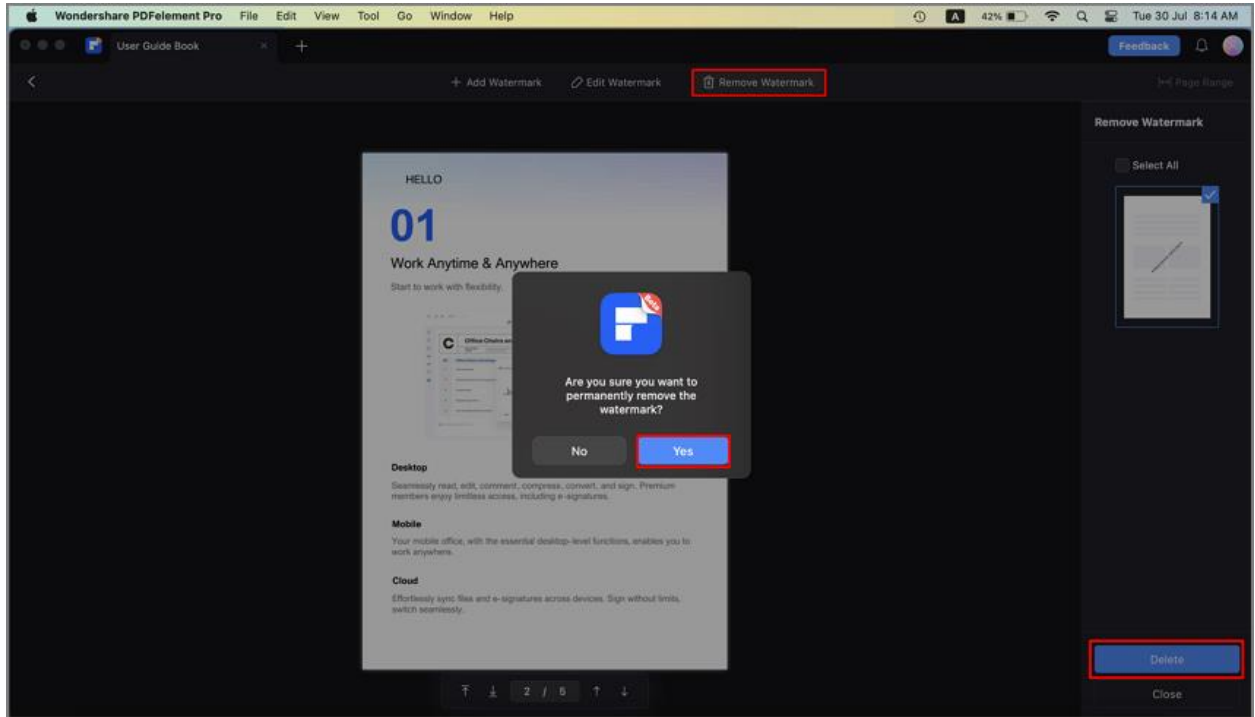 Wondershare PDFelement Pro File Edit View Tool Go Window Help A 42% Tue 30 Jul 8:14 AM
User Guide Book × + Feedback
+ Add Watermark Edit Watermark Remove Watermark Page Range
Remove Watermark
Select All
HELLO
01
Work Anytime & Anywhere
Start to work with flexibility.
C Office Chairs
Beta
Are you sure you want to
permanently remove the
watermark?
No Yes
Desktop
Seamlessly read, edit, comment, compress, convert, and sign. Premium
members enjoy limitless access, including e-signatures.
Mobile
Your mobile office, with the essential desktop-level functions, enables you to
work anywhere.
Cloud
Effortlessly sync files and e-signatures across devices. Sign without limits,
switch seamlessly.
2 / 5
Delete
Close